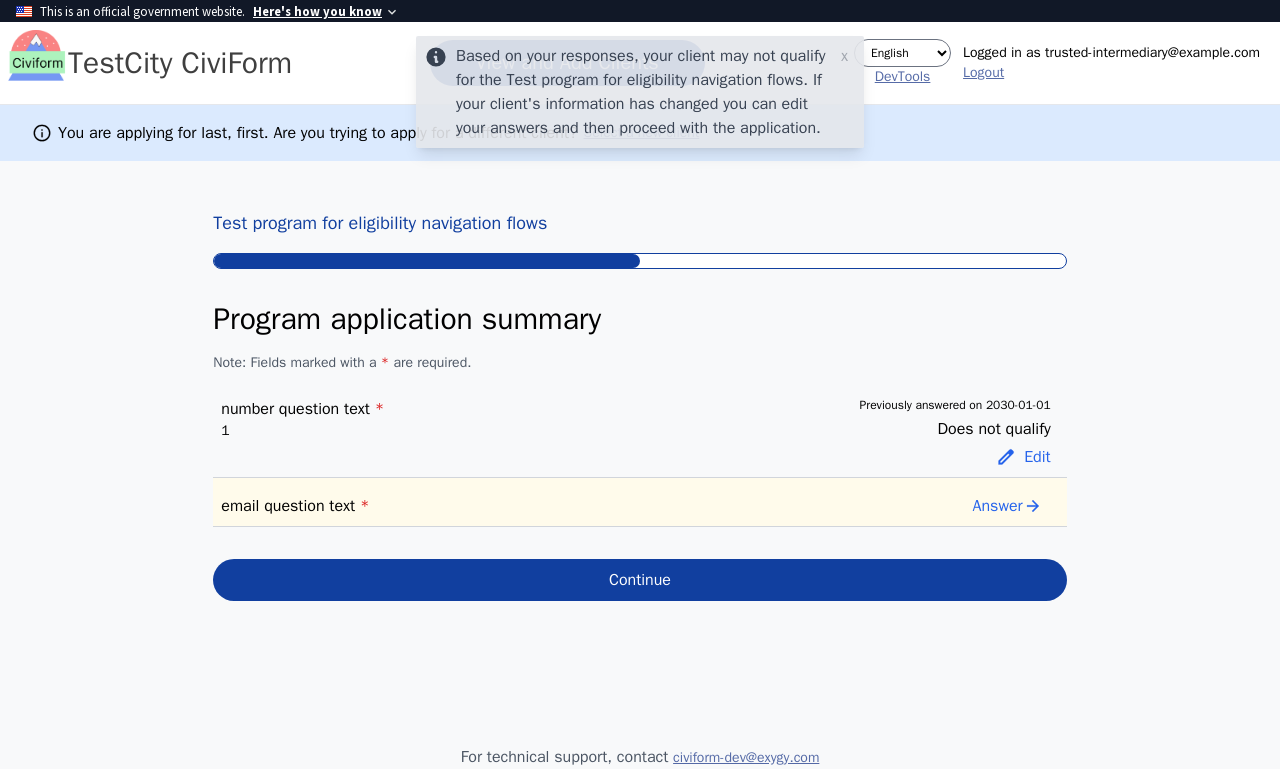 This is an official government website. Here's how you know
Civiform
TestCity CiviForm
Based on your responses, your client may not qualify
for the Test program for eligibility navigation flows. If
your client's information has changed you can edit
your answers and then proceed with the application.
x
English
DevTools
Logged in as trusted-intermediary@example.com
Logout
You are applying for last, first. Are you trying to apply for a different client?
Test program for eligibility navigation flows
Program application summary
Note: Fields marked with a * are required.
number question text *
1
Previously answered on 2030-01-01
Does not qualify
Edit
email question text *
Answer
Continue
For technical support, contact civiform-dev@exygy.com